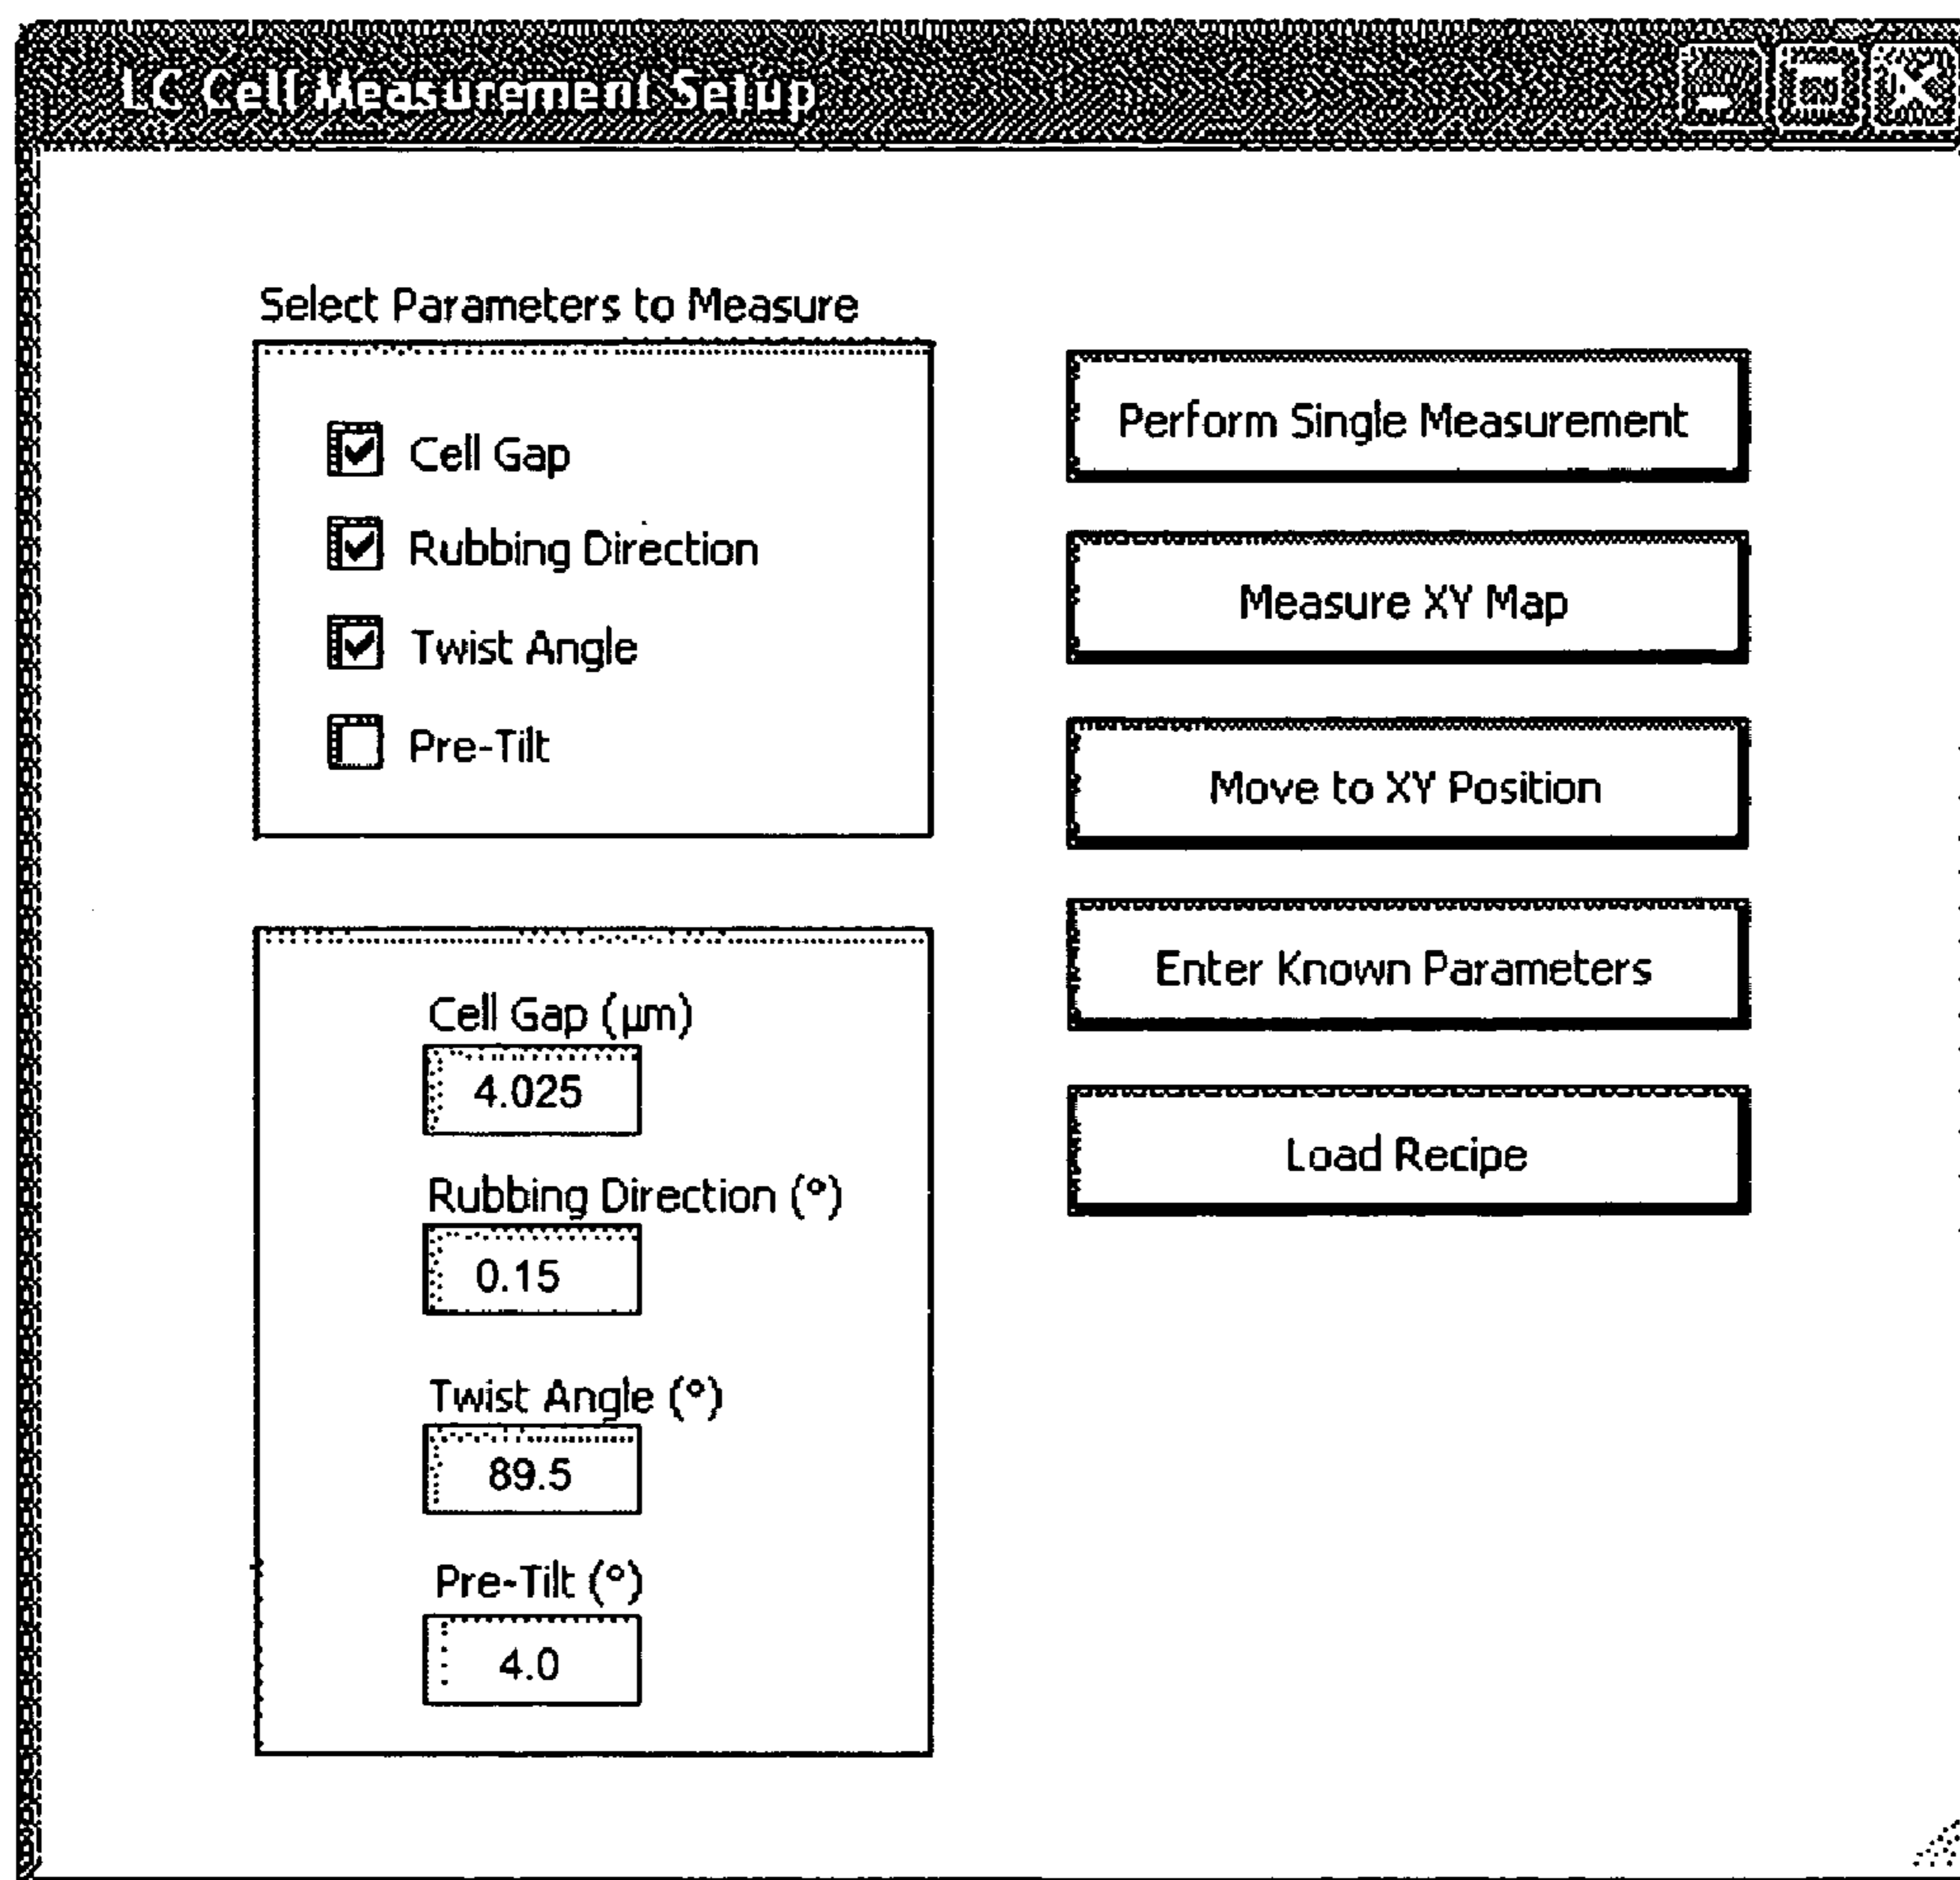 LC Cell Measurement Setup
Select Parameters to Measure
Cell Gap
Rubbing Direction
Twist Angle
Pre-Tilt
Cell Gap (µm)
4.025
Rubbing Direction (°)
0.15
Twist Angle (°)
89.5
Pre-Tilt (°)
4.0
Perform Single Measurement
Measure XY Map
Move to XY Position
Enter Known Parameters
Load Recipe